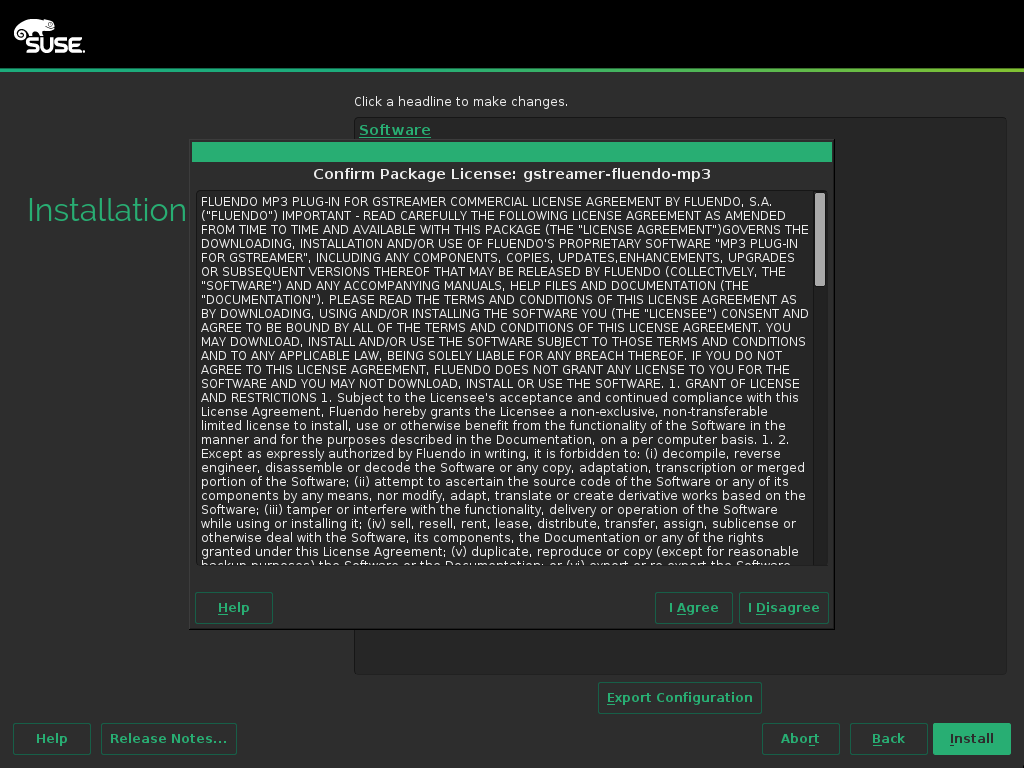 SUSE
Click a headline to make changes.
Software
Installation
Confirm Package License: gstreamer-fluendo-mp3
FLUENDO MP3 PLUG-IN FOR GSTREAMER COMMERCIAL LICENSE AGREEMENT BY FLUENDO, S.A.
("FLUENDO") IMPORTANT - READ CAREFULLY THE FOLLOWING LICENSE AGREEMENT AS AMENDED
FROM TIME TO TIME AND AVAILABLE WITH THIS PACKAGE (THE "LICENSE AGREEMENT")GOVERNS THE
DOWNLOADING, INSTALLATION AND/OR USE OF FLUENDO'S PROPRIETARY SOFTWARE "MP3 PLUG-IN
FOR GSTREAMER", INCLUDING ANY COMPONENTS, COPIES, UPDATES,ENHANCEMENTS, UPGRADES
OR SUBSEQUENT VERSIONS THEREOF THAT MAY BE RELEASED BY FLUENDO (COLLECTIVELY, THE
"SOFTWARE") AND ANY ACCOMPANYING MANUALS, HELP FILES AND DOCUMENTATION (THE
"DOCUMENTATION"). PLEASE READ THE TERMS AND CONDITIONS OF THIS LICENSE AGREEMENT AS
BY DOWNLOADING, USING AND/OR INSTALLING THE SOFTWARE YOU (THE "LICENSEE") CONSENT AND
AGREE TO BE BOUND BY ALL OF THE TERMS AND CONDITIONS OF THIS LICENSE AGREEMENT. YOU
MAY DOWNLOAD, INSTALL AND/OR USE THE SOFTWARE SUBJECT TO THOSE TERMS AND CONDITIONS
AND TO ANY APPLICABLE LAW, BEING SOLELY LIABLE FOR ANY BREACH THEREOF. IF YOU DO NOT
AGREE TO THIS LICENSE AGREEMENT, FLUENDO DOES NOT GRANT ANY LICENSE TO YOU FOR THE
SOFTWARE AND YOU MAY NOT DOWNLOAD, INSTALL OR USE THE SOFTWARE. 1. GRANT OF LICENSE
AND RESTRICTIONS 1. Subject to the Licensee's acceptance and continued compliance with this
License Agreement, Fluendo hereby grants the Licensee a non-exclusive, non-transferable
limited license to install, use or otherwise benefit from the functionality of the Software in the
manner and for the purposes described in the Documentation, on a per computer basis. 1. 2.
Except as expressly authorized by Fluendo in writing, it is forbidden to: (i) decompile, reverse
engineer, disassemble or decode the Software or any copy, adaptation, transcription or merged
portion of the Software; (ii) attempt to ascertain the source code of the Software or any of its
components by any means, nor modify, adapt, translate or create derivative works based on the
Software; (iii) tamper or interfere with the functionality, delivery or operation of the Software
while using or installing it; (iv) sell, resell, rent, lease, distribute, transfer, assign, sublicense or
otherwise deal with the Software, its components, the Documentation or any of the rights
granted under this License Agreement; (v) duplicate, reproduce or copy (except for reasonable
backup purposes) the Software or the Documentation; or (vi) export or re-export the Software
Help I Agree I Disagree
Export Configuration
Help Release Notes... Abort Back Install